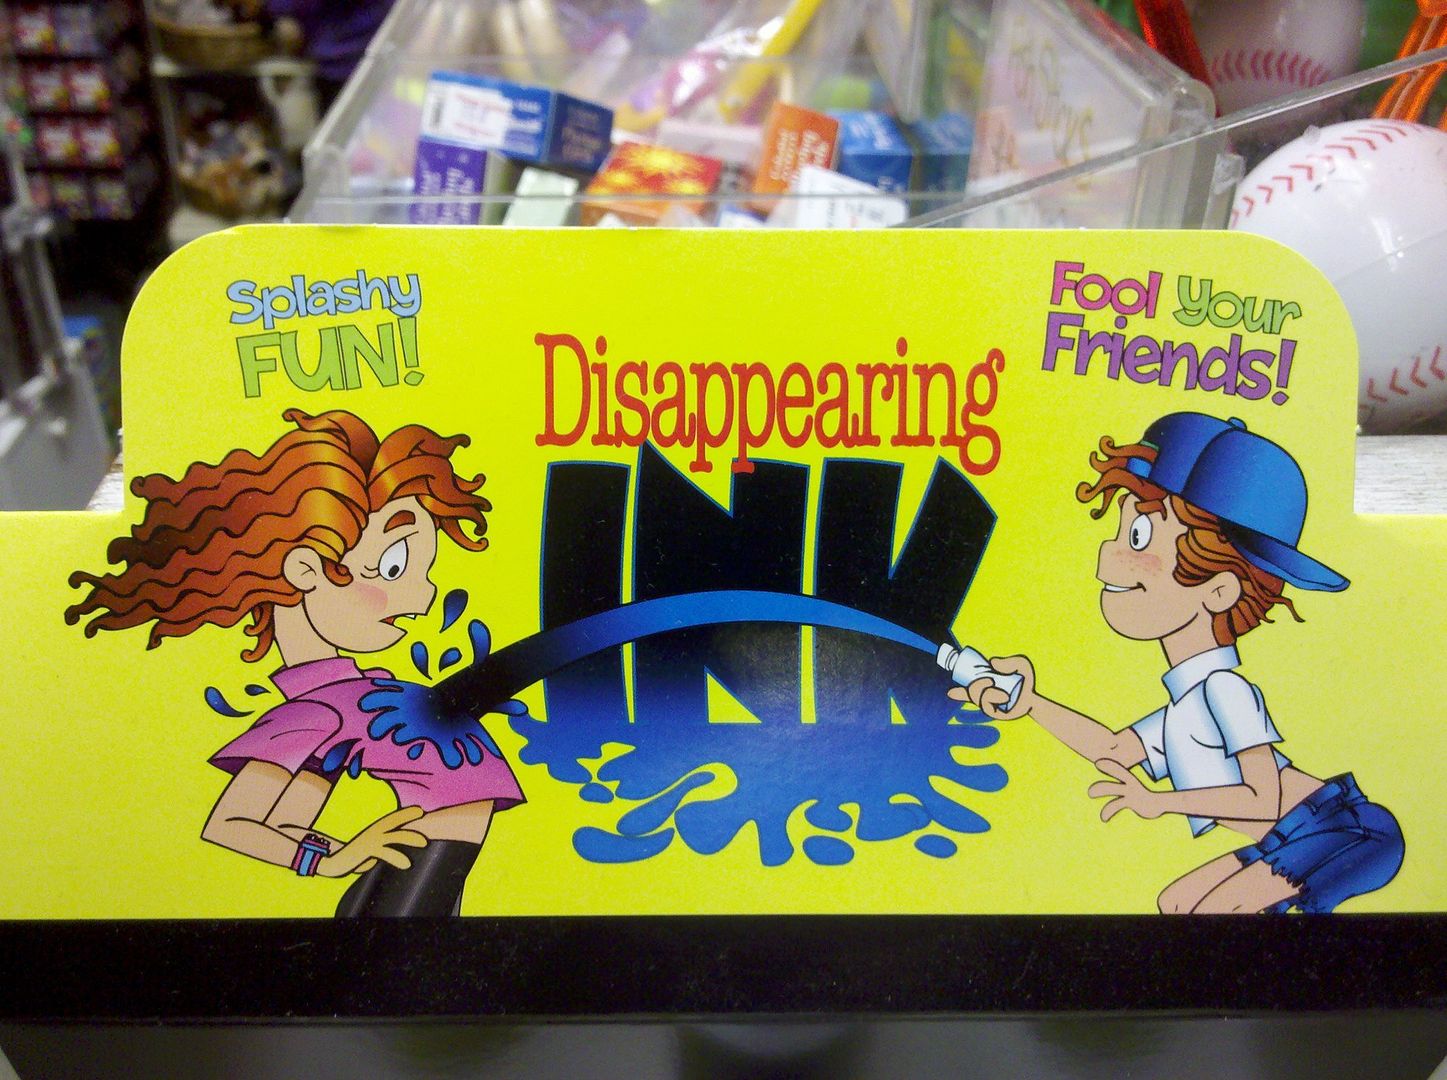 Splashy
FUN!
Disappearing
INK
Fool Your
Friends!